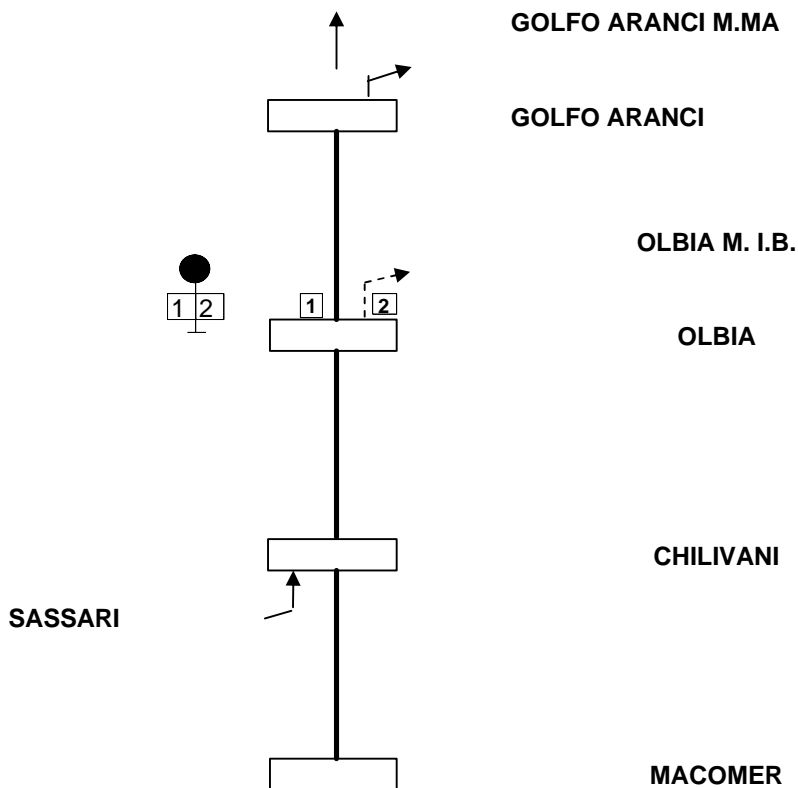 GOLFO ARANCI M.MA
GOLFO ARANCI
OLBIA M. I.B.
1 2
1
2
OLBIA
CHILIVANI
SASSARI
MACOMER